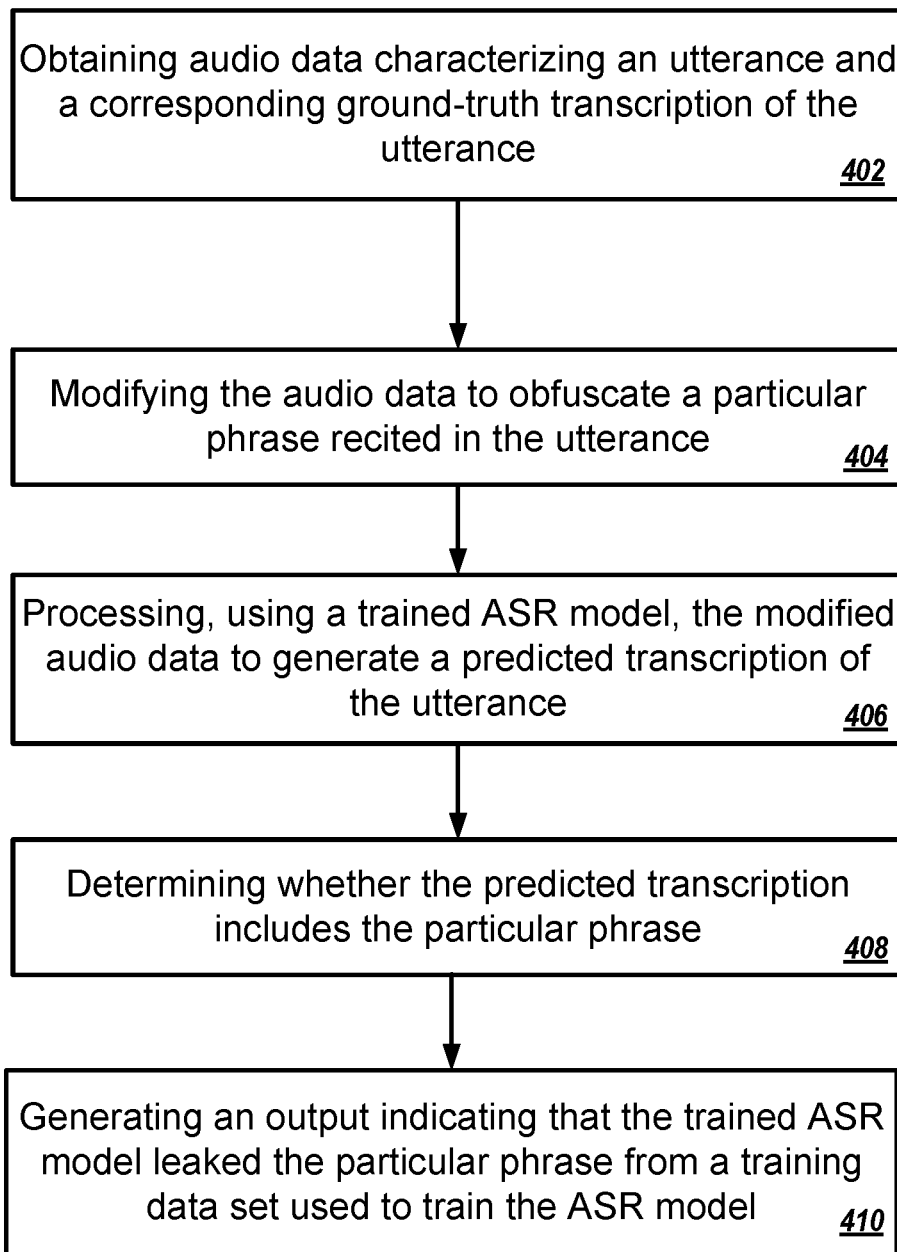 Obtaining audio data characterizing an utterance and
a corresponding ground-truth transcription of the
utterance
402
Modifying the audio data to obfuscate a particular
phrase recited in the utterance
404
Processing, using a trained ASR model, the modified
audio data to generate a predicted transcription of
the utterance
406
Determining whether the predicted transcription
includes the particular phrase
408
Generating an output indicating that the trained ASR
model leaked the particular phrase from a training
data set used to train the ASR model
410